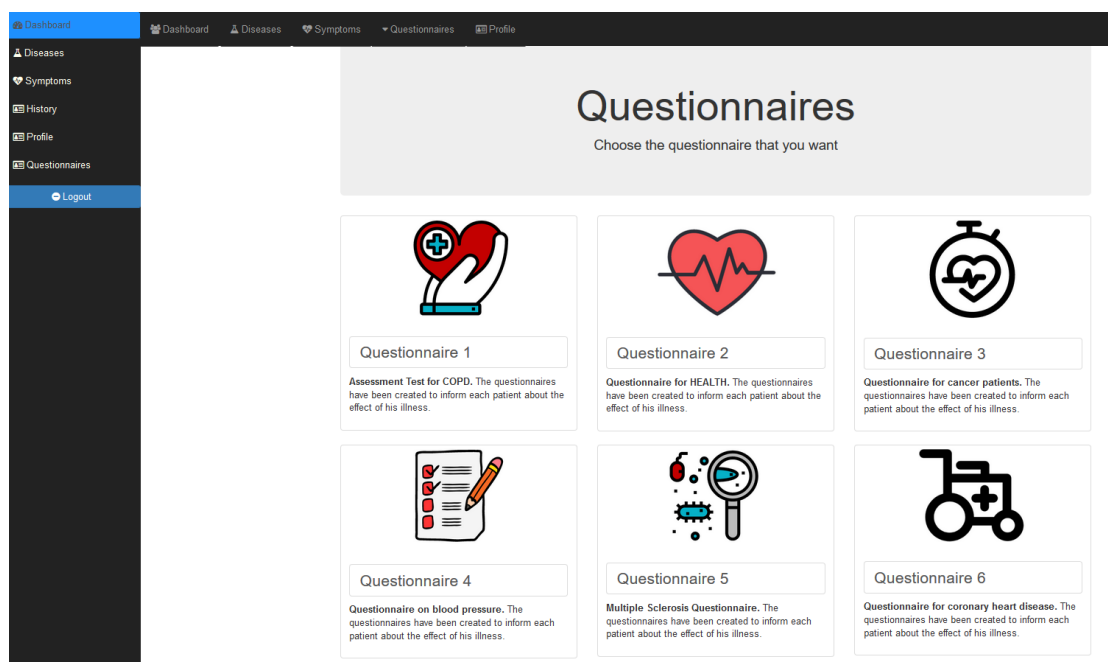 Dashboard
Diseases
Symptoms
History
Profile
Questionnaires
Logout
Dashboard Diseases Symptoms Questionnaires Profile
Questionnaires
Choose the questionnaire that you want
Questionnaire 1
Assessment Test for COPD. The questionnaires
have been created to inform each patient about the
effect of his illness.
Questionnaire 2
Questionnaire for HEALTH. The questionnaires
have been created to inform each patient about the
effect of his illness.
Questionnaire 3
Questionnaire for cancer patients. The
questionnaires have been created to inform each
patient about the effect of his illness.
Questionnaire 4
Questionnaire on blood pressure. The
questionnaires have been created to inform each
patient about the effect of his illness.
Questionnaire 5
Multiple Sclerosis Questionnaire. The
questionnaires have been created to inform each
patient about the effect of his illness.
Questionnaire 6
Questionnaire for coronary heart disease. The
questionnaires have been created to inform each
patient about the effect of his illness.